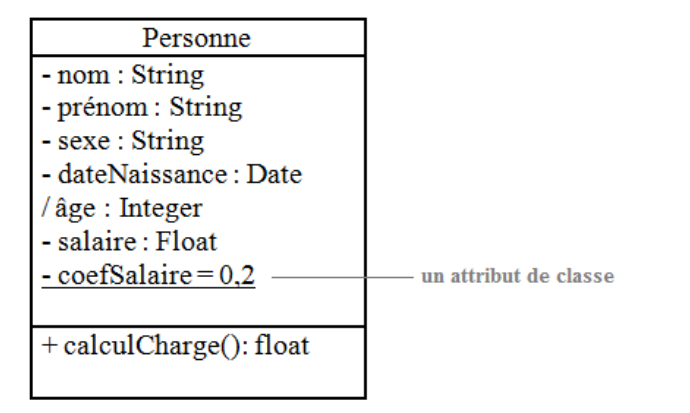 Personne
- nom : String
- prénom : String
- sexe : String
- dateNaissance : Date
/ âge : Integer
- salaire : Float
- coefSalaire = 0,2
un attribut de classe
+ calculCharge(): float